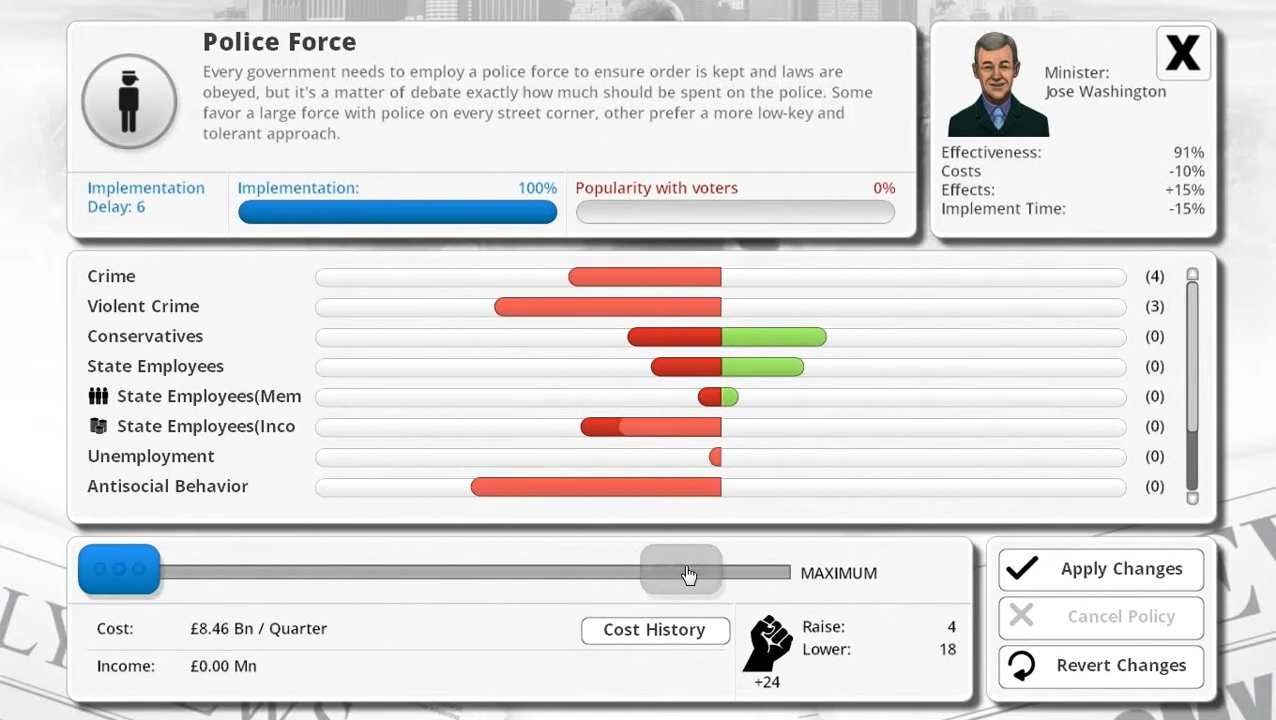 Police Force
Every government needs to employ a police force to ensure order is kept and laws are
obeyed, but it's a matter of debate exactly how much should be spent on the police. Some
favor a large force with police on every street corner, other prefer a more low-key and
tolerant approach.
Implementation
Delay: 6
Implementation: 100%
Popularity with voters 0%
Minister:
Jose Washington
X
Effectiveness: 91%
Costs -10%
Effects: +15%
Implement Time: -15%
Crime (4)
Violent Crime (3)
Conservatives (0)
State Employees (0)
State Employees(Mem (0)
State Employees(Inco (0)
Unemployment (0)
Antisocial Behavior (0)
MAXIMUM
Cost: £8.46 Bn / Quarter
Income: £0.00 Mn
Cost History
Raise: 4
Lower: 18
+24
Apply Changes
Cancel Policy
Revert Changes